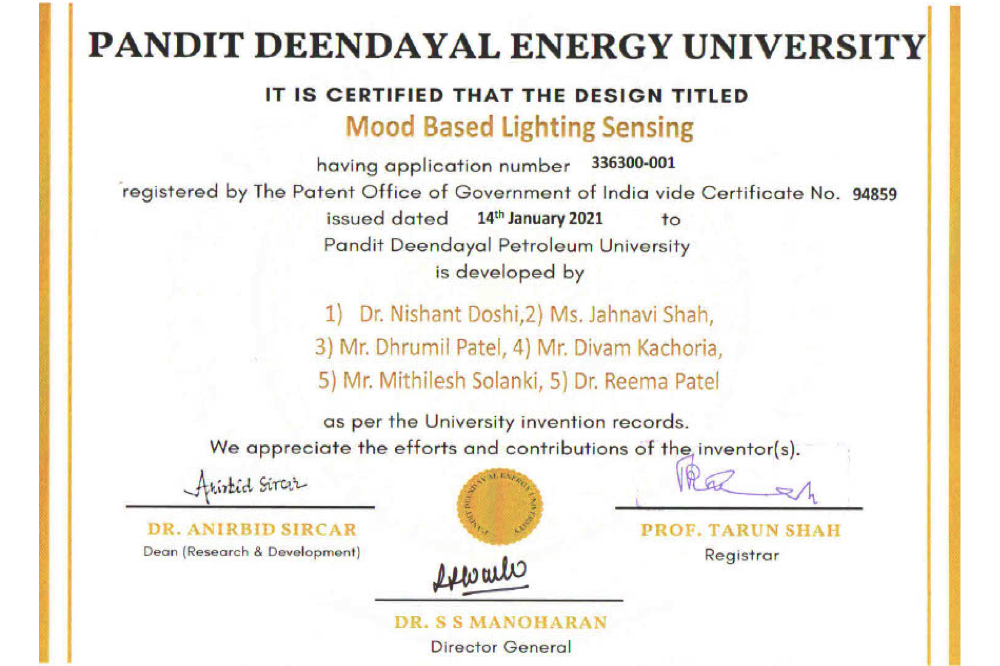 PANDIT DEENDAYAL ENERGY UNIVERSITY
IT IS CERTIFIED THAT THE DESIGN TITLED
Mood Based Lighting Sensing
having application number 336300-001
registered by The Patent Office of Government of India vide Certificate No. 94859
issued dated 14th January 2021 to
Pandit Deendayal Petroleum University
is developed by
1) Dr. Nishant Doshi,2) Ms. Jahnavi Shah,
3) Mr. Dhrumil Patel, 4) Mr. Divam Kachoria,
5) Mr. Mithilesh Solanki, 5) Dr. Reema Patel
as per the University invention records.
We appreciate the efforts and contributions of the inventor(s).
Anirbid Sircar
DR. ANIRBID SIRCAR
Dean (Research & Development)
PANDIT DEENDAYAL ENERGY UNIVERSITY
PROF. TARUN SHAH
Registrar
DR. S S MANOHARAN
Director General